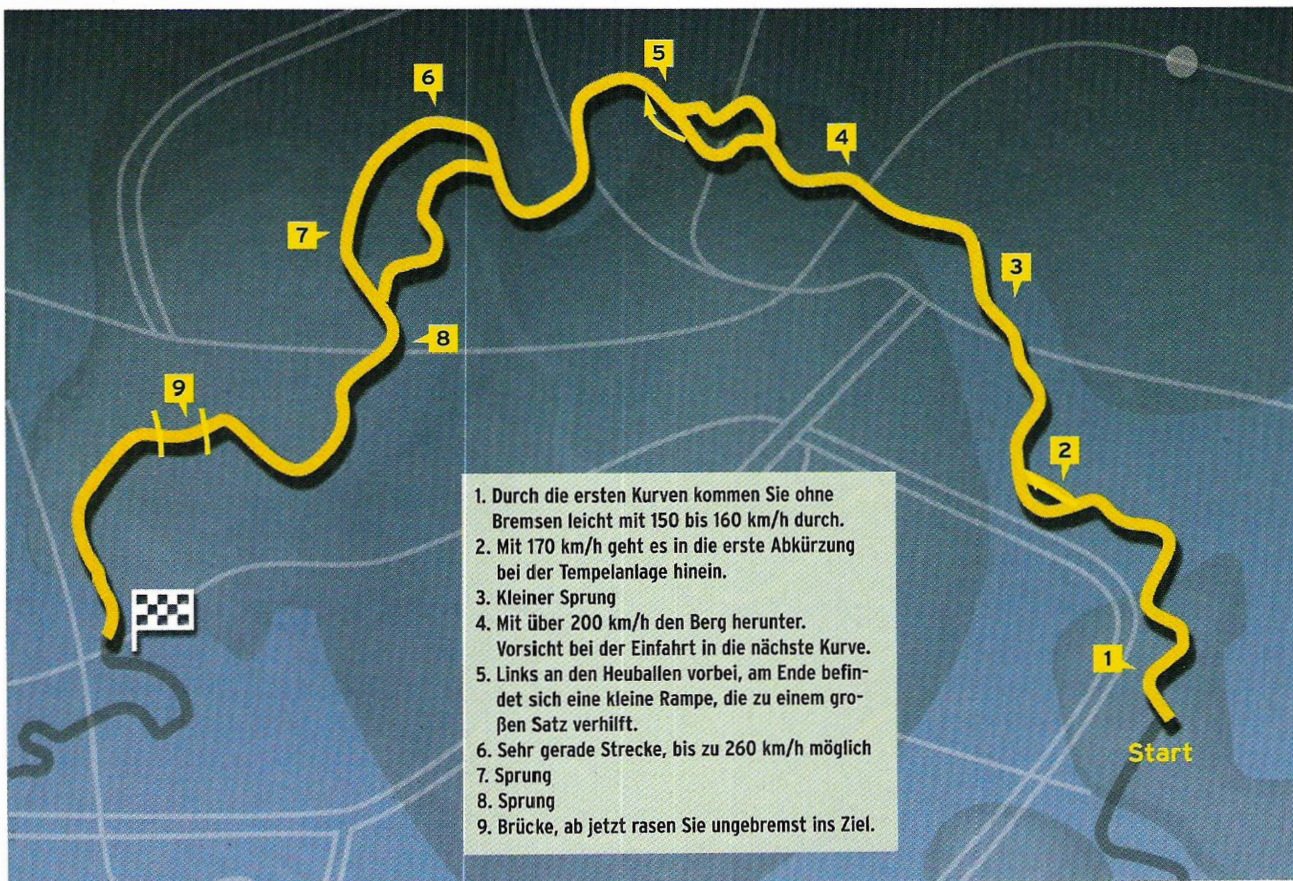 5
6
4
7
3
8
9
2
1. Durch die ersten Kurven kommen Sie ohne
Bremsen leicht mit 150 bis 160 km/h durch.
2. Mit 170 km/h geht es in die erste Abkürzung
bei der Tempelanlage hinein.
3. Kleiner Sprung
4. Mit über 200 km/h den Berg herunter.
Vorsicht bei der Einfahrt in die nächste Kurve.
5. Links an den Heuballen vorbei, am Ende befin-
det sich eine kleine Rampe, die zu einem gro-
ßen Satz verhilft.
6. Sehr gerade Strecke, bis zu 260 km/h möglich
7. Sprung
8. Sprung
9. Brücke, ab jetzt rasen Sie ungebremst ins Ziel.
1
Start